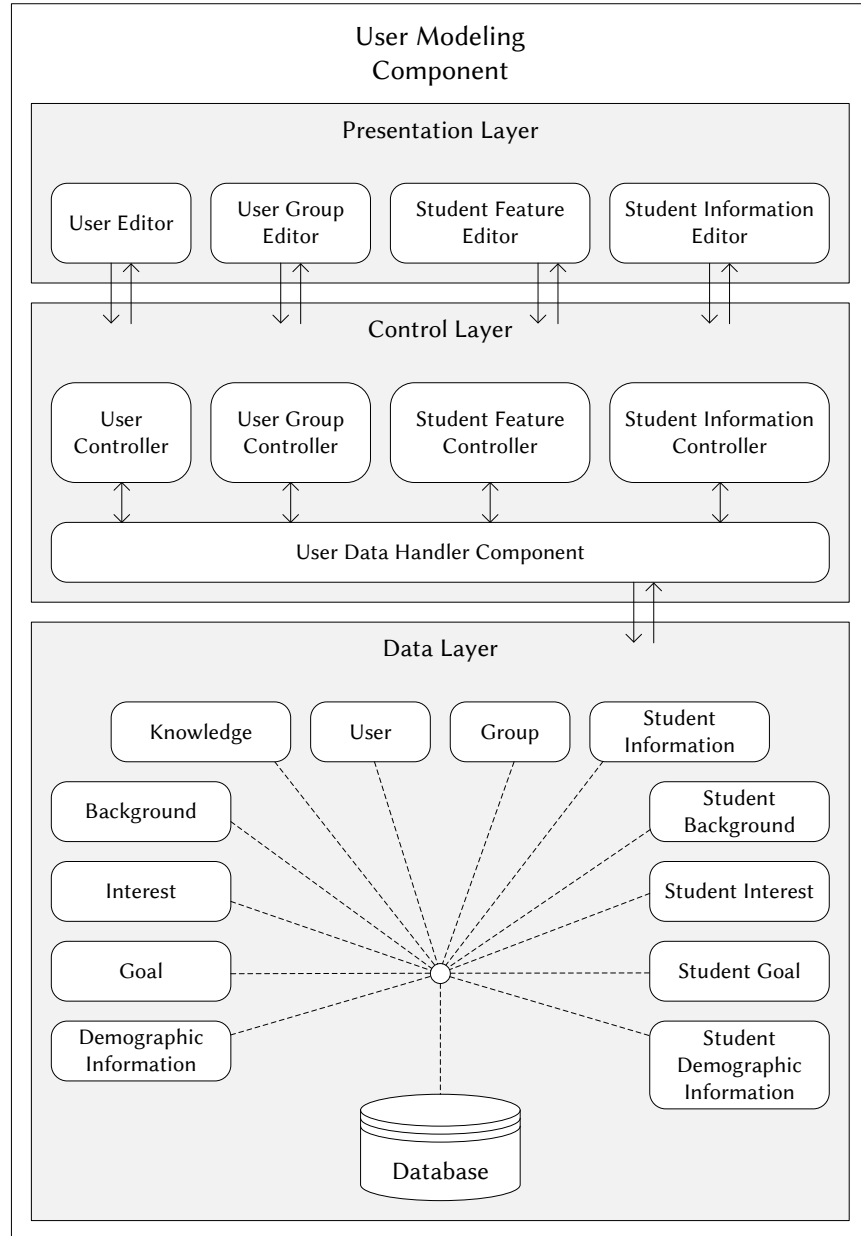 User Modeling
Component
Presentation Layer
User Editor
User Group
Editor
Student Feature
Editor
Student Information
Editor
Control Layer
User
Controller
User Group
Controller
Student Feature
Controller
Student Information
Controller
User Data Handler Component
Data Layer
Knowledge
User
Group
Student
Information
Background
Student
Background
Interest
Student Interest
Goal
Student Goal
Demographic
Information
Student
Demographic
Information
Database